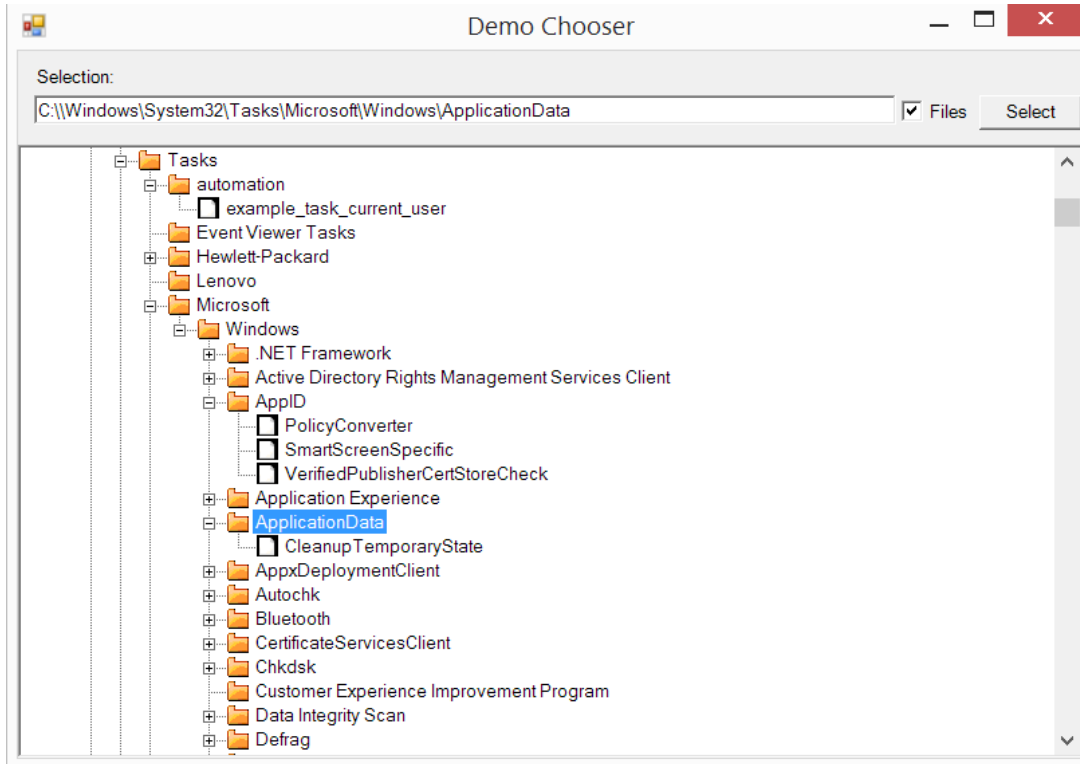 Demo Chooser
Selection:
C:\\Windows\System32\Tasks\Microsoft\Windows\ApplicationData
Files
Select
Tasks
automation
example_task_current_user
Event Viewer Tasks
Hewlett-Packard
Lenovo
Microsoft
Windows
.NET Framework
Active Directory Rights Management Services Client
AppID
PolicyConverter
SmartScreenSpecific
VerifiedPublisherCertStoreCheck
Application Experience
ApplicationData
CleanupTemporaryState
AppxDeploymentClient
Autochk
Bluetooth
CertificateServicesClient
Chkdsk
Customer Experience Improvement Program
Data Integrity Scan
Defrag